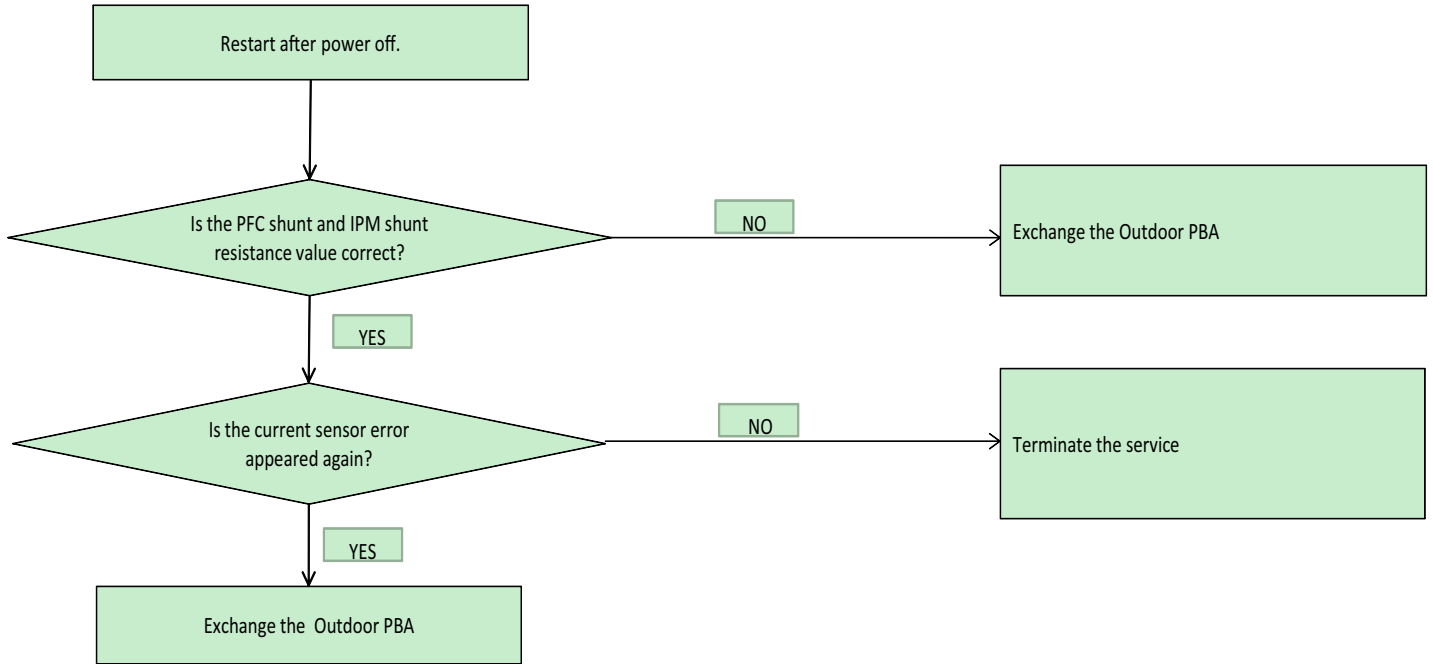 Restart after power off.
Is the PFC shunt and IPM shunt
resistance value correct?
NO
Exchange the Outdoor PBA
YES
Is the current sensor error
appeared again?
NO
Terminate the service
YES
Exchange the  Outdoor PBA